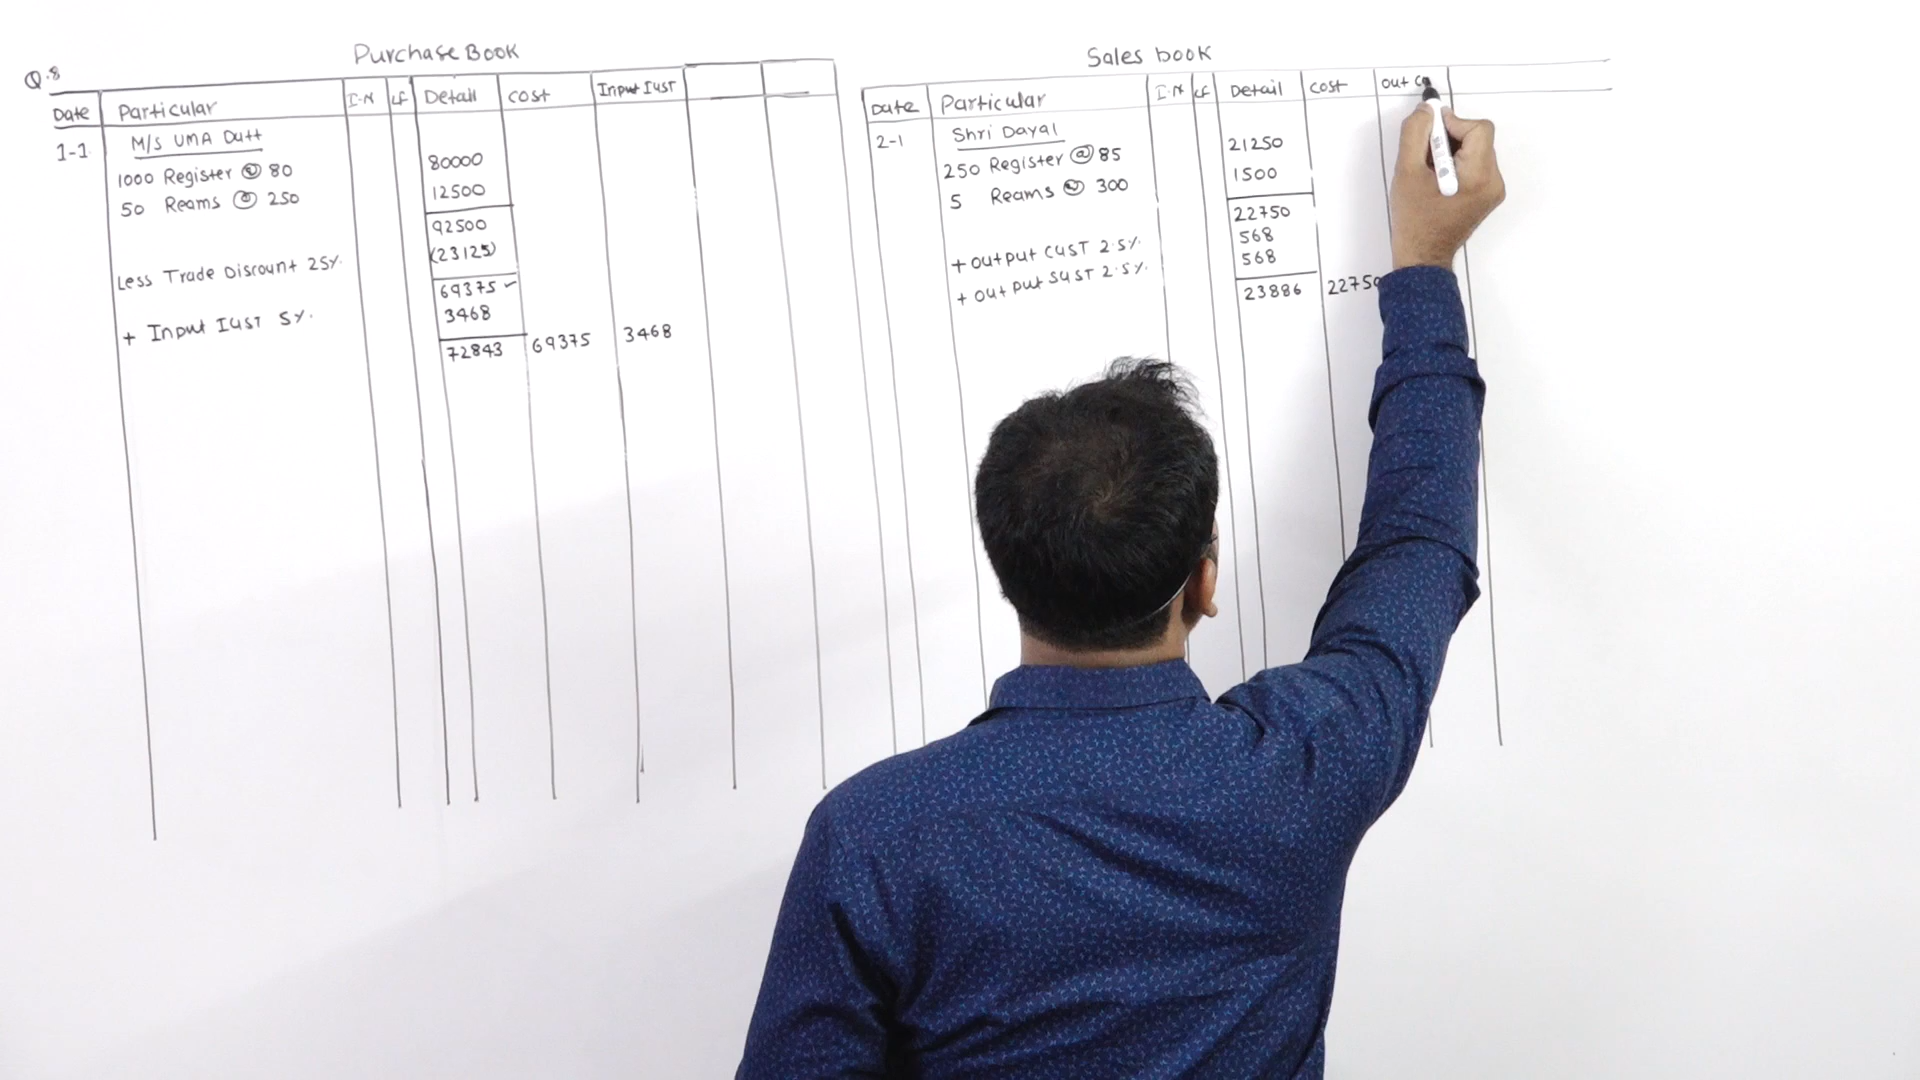 Q.8
Purchase Book
Date Particular I.N LF Detail Cost Input IGST
1-1. M/s UMA Dutt
1000 Register @ 80 80000
50 Reams @ 250 12500
92500
Less Trade Discount 25%. (23125)
69375 ✓
+ Input IGST 5%. 3468
72843 69375 3468
Sales book
Date Particular I.N LF Detail Cost out CG
2-1 Shri Dayal
250 Register @ 85 21250
5 Reams @ 300 1500
22750
+ output CGST 2.5%. 568
+ output SGST 2.5%. 568
23886 22750